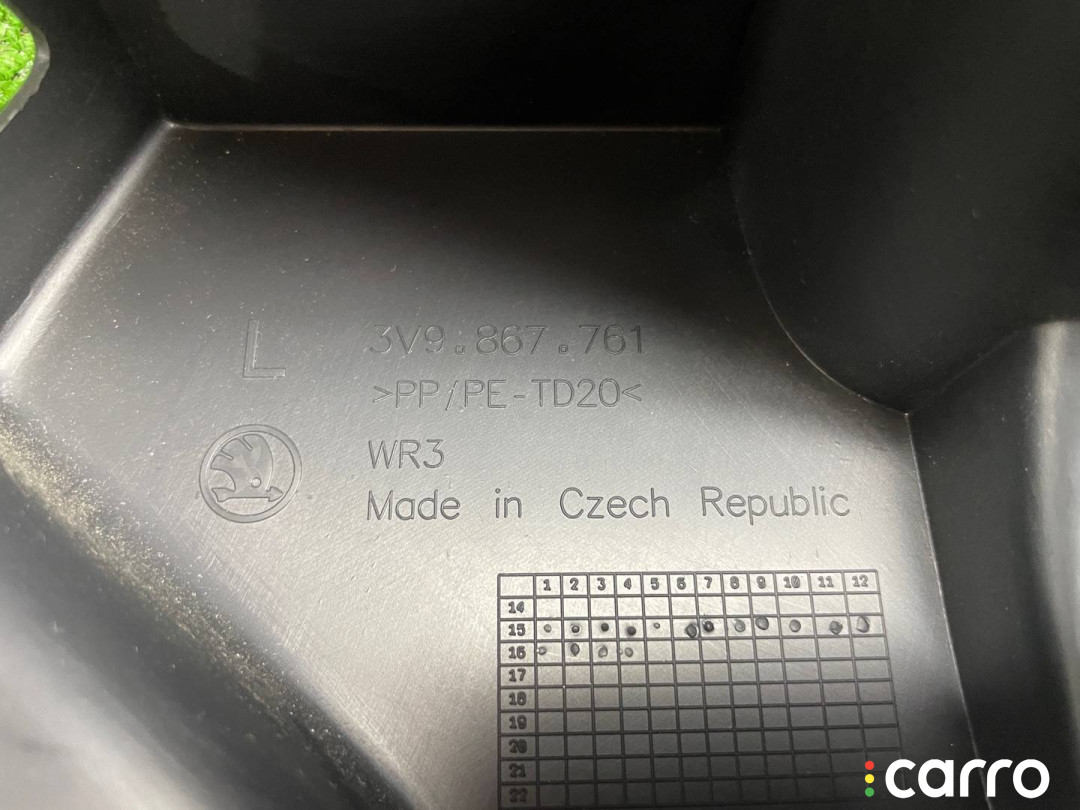 L 3V9.867.761
>PP/PE-TD20<
WR3
Made in Czech Republic
1 2 3 4 5 6 7 8 9 10 11 12
14
15
16
17
18
19
20
21
22
carro